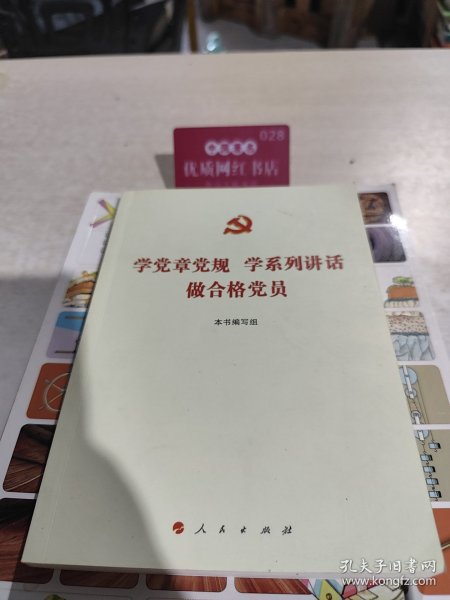 028
优质网红书店
学党章党规 学系列讲话
做合格党员
本书编写组
人民出版社
孔夫子旧书网
www.kongfz.com